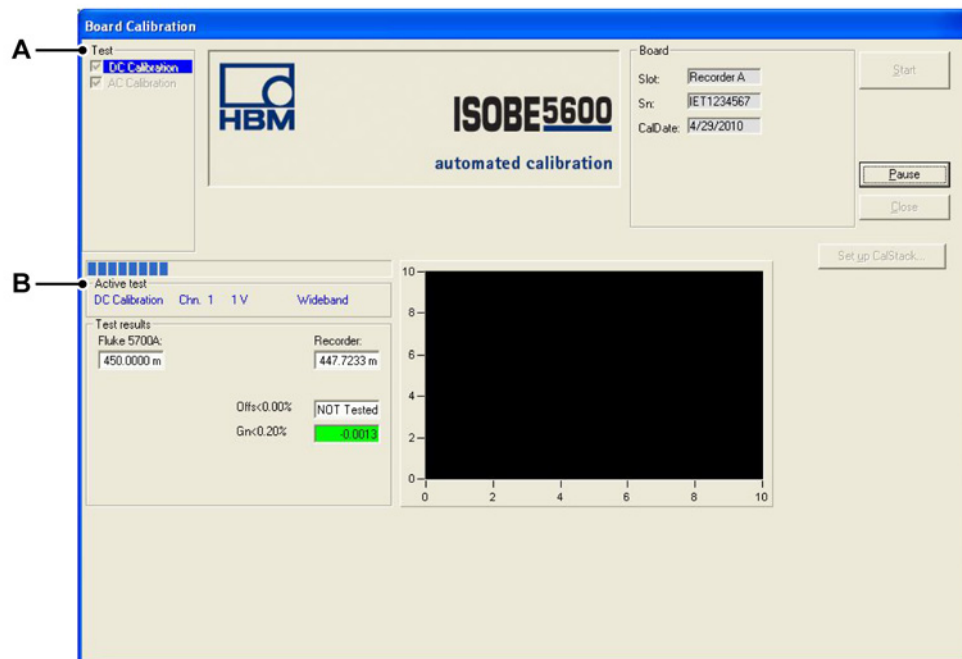 Board Calibration
A
Test
DC Calibration
AC Calibration
HBM
ISOBE5600
automated calibration
Board
Slot: Recorder A
Sn: IET1234567
CalDate: 4/29/2010
Start
Pause
Close
Set up CalStack...
B
Active test
DC Calibration Chn. 1 1 V Wideband
Test results
Fluke 5700A: Recorder:
450.0000 m 447.7233 m
Offs<0.00% NOT Tested
Gn<0.20% -0.0013
10
8
6
4
2
0
0 2 4 6 8 10